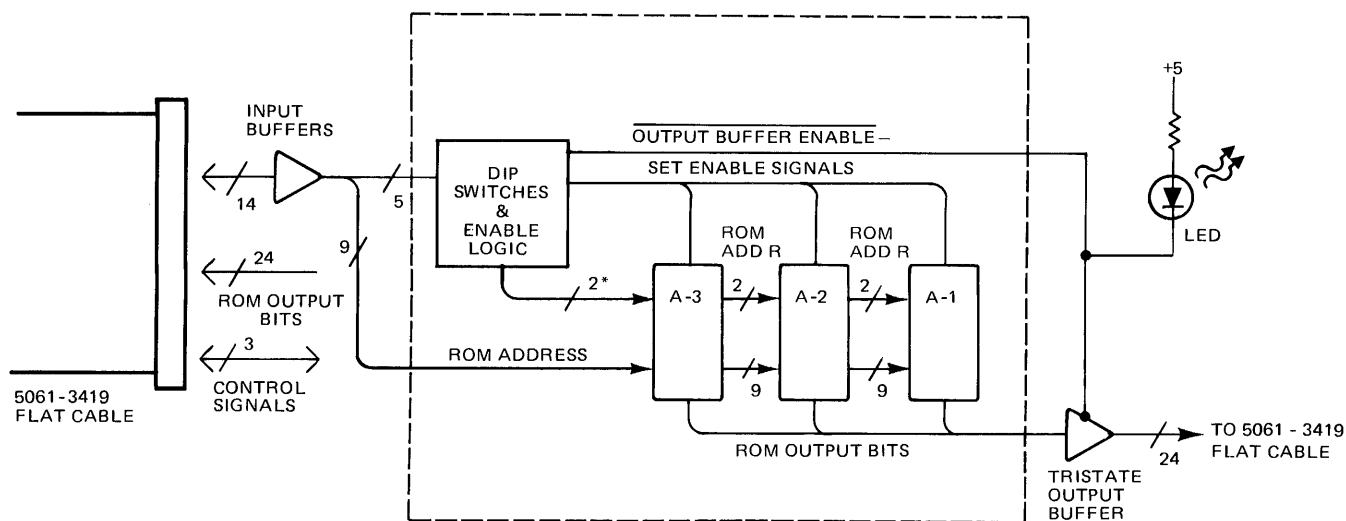 +5
INPUT
BUFFERS
OUTPUT BUFFER ENABLE–
SET ENABLE SIGNALS
DIP
SWITCHES
&
ENABLE
LOGIC
14
5
9
LED
ROM
ADD R
ROM
ADD R
24
ROM OUTPUT
BITS
2*
A-3
2
A-2
2
A-1
3
CONTROL
SIGNALS
ROM ADDRESS
9
9
5061-3419
FLAT CABLE
ROM OUTPUT BITS
24
TO 5061 - 3419
FLAT CABLE
TRISTATE
OUTPUT
BUFFER